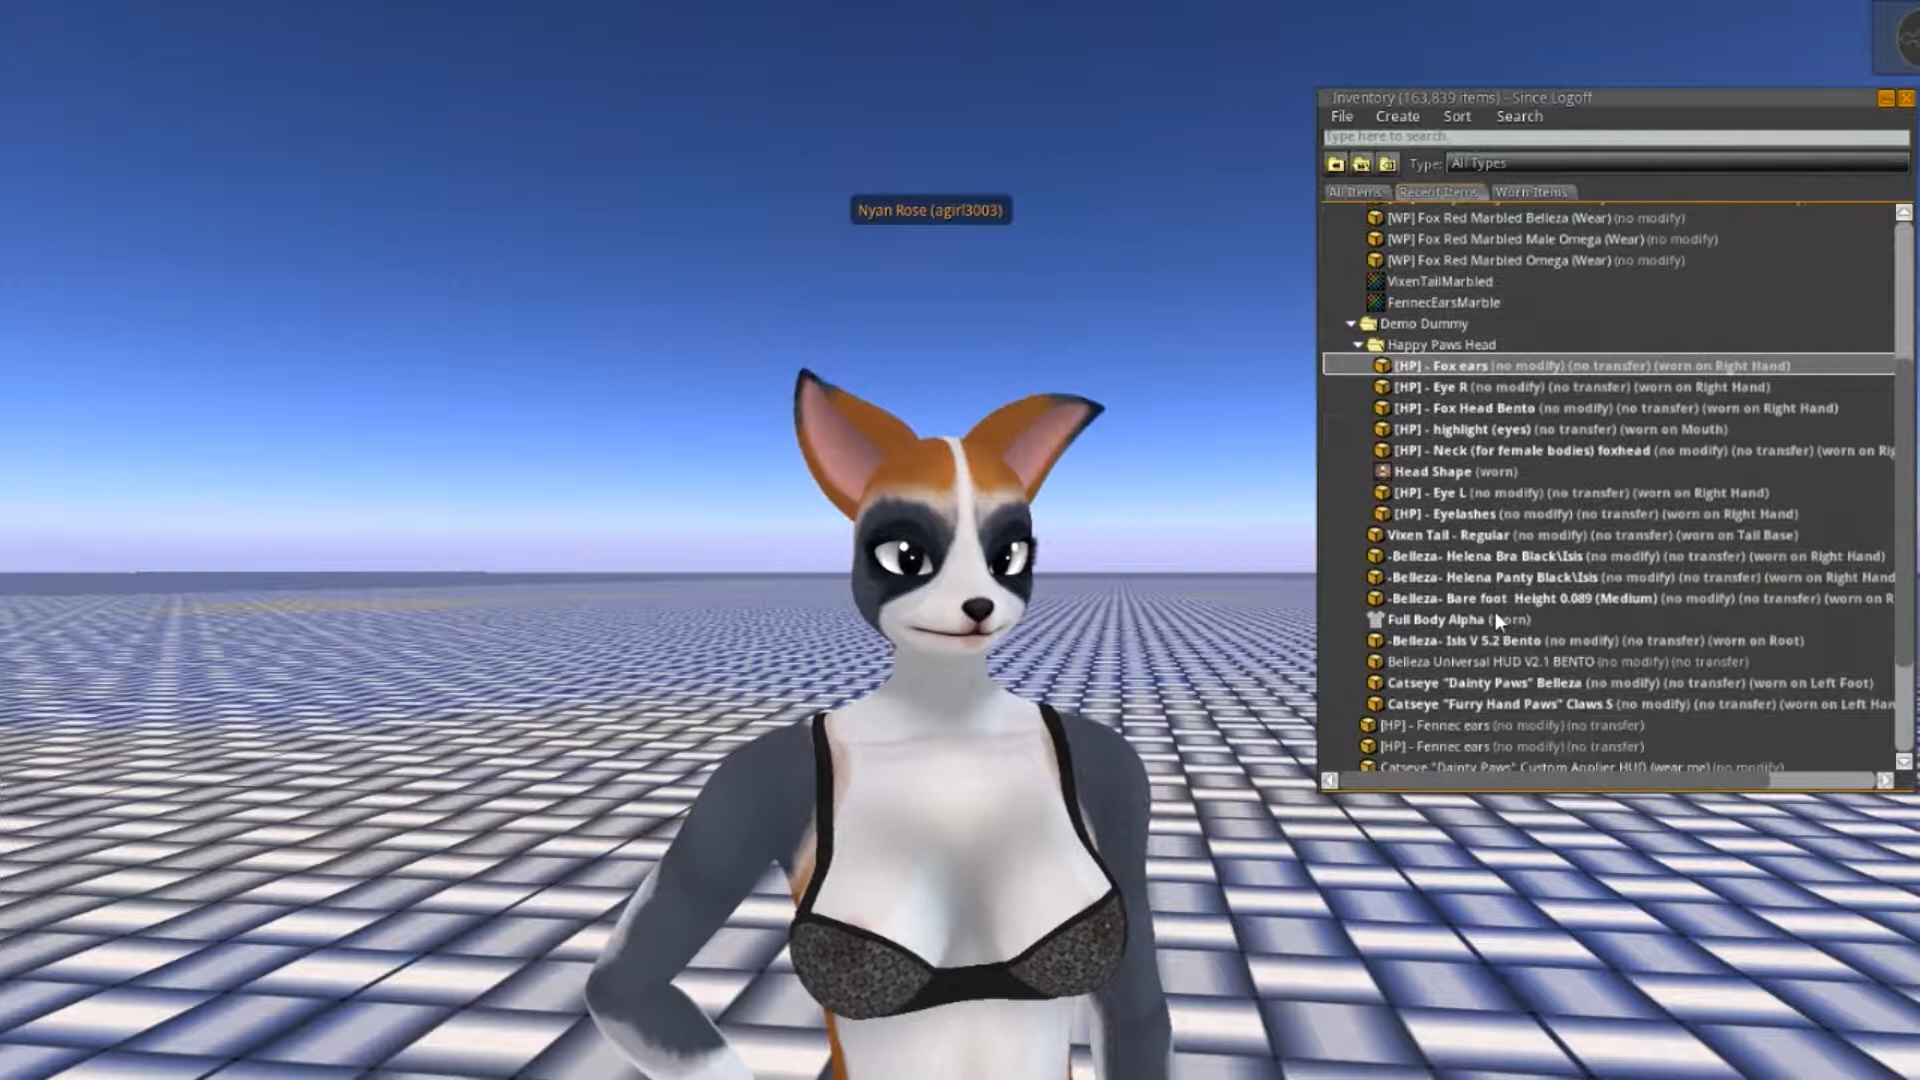 Inventory (163,839 items) - Since Logoff
File Create Sort Search
Type here to search
Type: All Types
All Items Recent Items Worn Items
[WP] Fox Red Marbled Belleza (Wear) (no modify)
[WP] Fox Red Marbled Male Omega (Wear) (no modify)
[WP] Fox Red Marbled Omega (Wear) (no modify)
VixenTailMarbled
FennecEarsMarble
Demo Dummy
Happy Paws Head
[HP] - Fox ears (no modify) (no transfer) (worn on Right Hand)
[HP] - Eye R (no modify) (no transfer) (worn on Right Hand)
[HP] - Fox Head Bento (no modify) (no transfer) (worn on Right Hand)
[HP] - highlight (eyes) (no transfer) (worn on Mouth)
[HP] - Neck (for female bodies) foxhead (no modify) (no transfer) (worn on Rig
Head Shape (worn)
[HP] - Eye L (no modify) (no transfer) (worn on Right Hand)
[HP] - Eyelashes (no modify) (no transfer) (worn on Right Hand)
Vixen Tail - Regular (no modify) (no transfer) (worn on Tail Base)
-Belleza- Helena Bra Black\Isis (no modify) (no transfer) (worn on Right Hand)
-Belleza- Helena Panty Black\Isis (no modify) (no transfer) (worn on Right Hand
-Belleza- Bare foot Height 0.089 (Medium) (no modify) (no transfer) (worn on R
Full Body Alpha (worn)
-Belleza- Isis V 5.2 Bento (no modify) (no transfer) (worn on Root)
Belleza Universal HUD V2.1 BENTO (no modify) (no transfer)
Catseye "Dainty Paws" Belleza (no modify) (no transfer) (worn on Left Foot)
Catseye "Furry Hand Paws" Claws S (no modify) (no transfer) (worn on Left Han
[HP] - Fennec ears (no modify) (no transfer)
[HP] - Fennec ears (no modify) (no transfer)
Catseye "Dainty Paws" Custom Applier HUD (wear me) (no modify)
Nyan Rose (agirl3003)